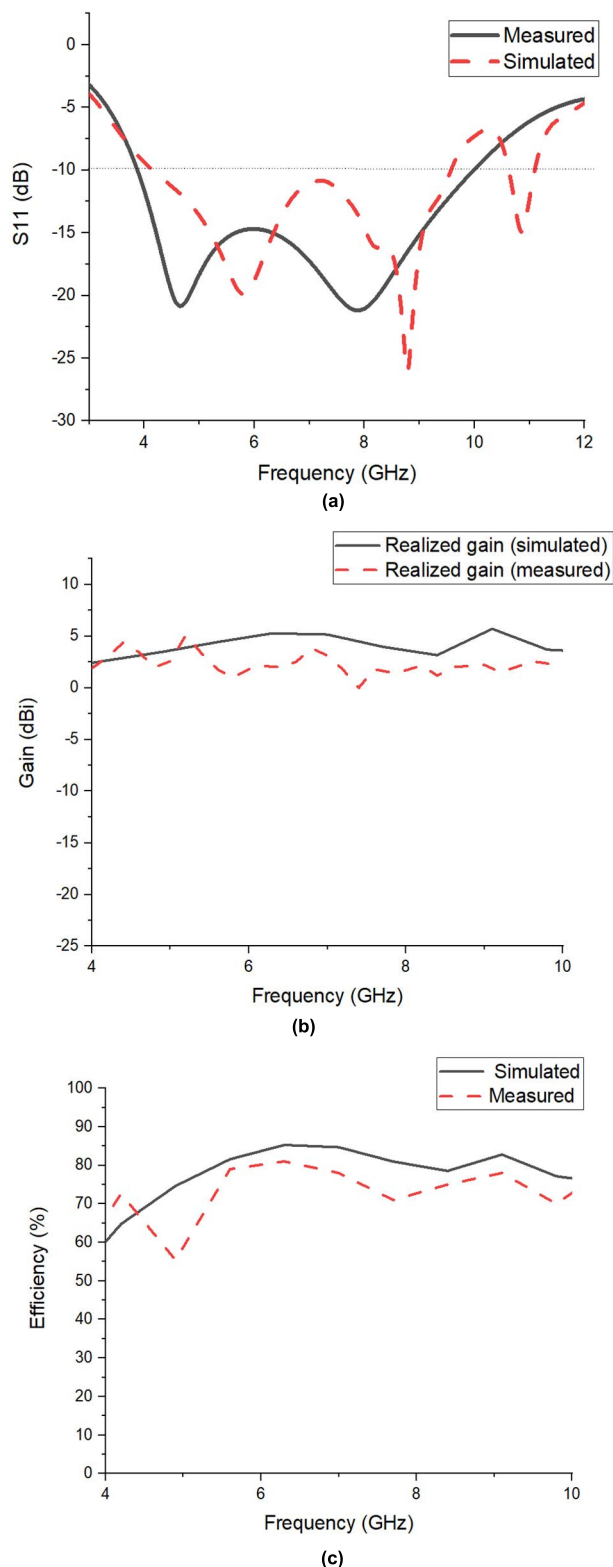 Measured
Simulated
0
-5
-10
-15
-20
-25
-30
S11 (dB)
4
6
8
10
12
Frequency (GHz)
(a)
Realized gain (simulated)
Realized gain (measured)
10
5
0
-5
-10
-15
-20
-25
Gain (dBi)
4
6
8
10
Frequency (GHz)
(b)
Simulated
Measured
100
90
80
70
60
50
40
30
20
10
0
Efficiency (%)
4
6
8
10
Frequency (GHz)
(c)